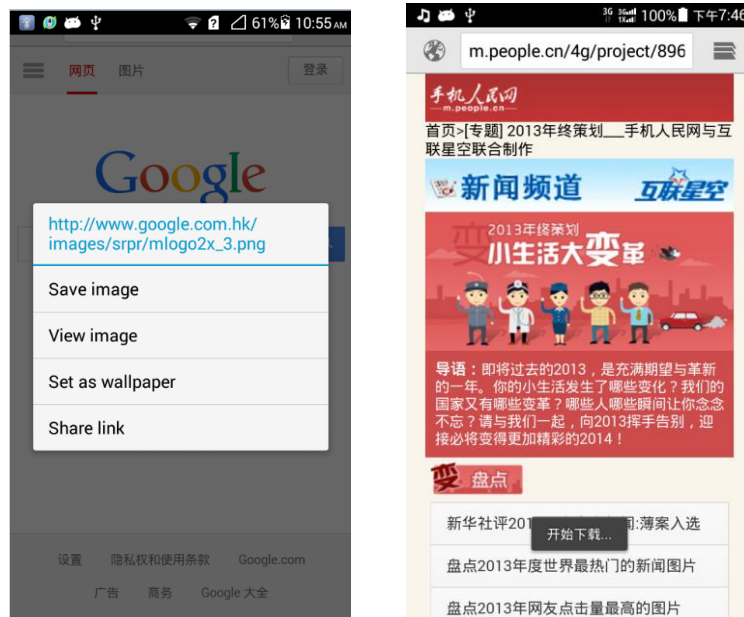 61% 10:55 AM
网页 图片 登录
Google
http://www.google.com.hk/
images/srpr/mlogo2x_3.png
Save image
View image
Set as wallpaper
Share link
设置 隐私权和使用条款 Google.com
广告 商务 Google 大全
3G 3G 1X 100% 下午7:46
m.people.cn/4g/project/896
手机人民网
m.people.cn
首页>[专题] 2013年终策划__手机人民网与互
联星空联合制作
新闻频道 互联星空
2013年终策划
变 小生活大变革
导语：即将过去的2013，是充满期望与革新
的一年。你的小生活发生了哪些变化？我们的
国家又有哪些变革？哪些人哪些瞬间让你念念
不忘？请与我们一起，向2013挥手告别，迎
接必将变得更加精彩的2014！
变 盘点
新华社评201 闻:薄案入选
开始下载...
盘点2013年度世界最热门的新闻图片
盘点2013年网友点击量最高的图片